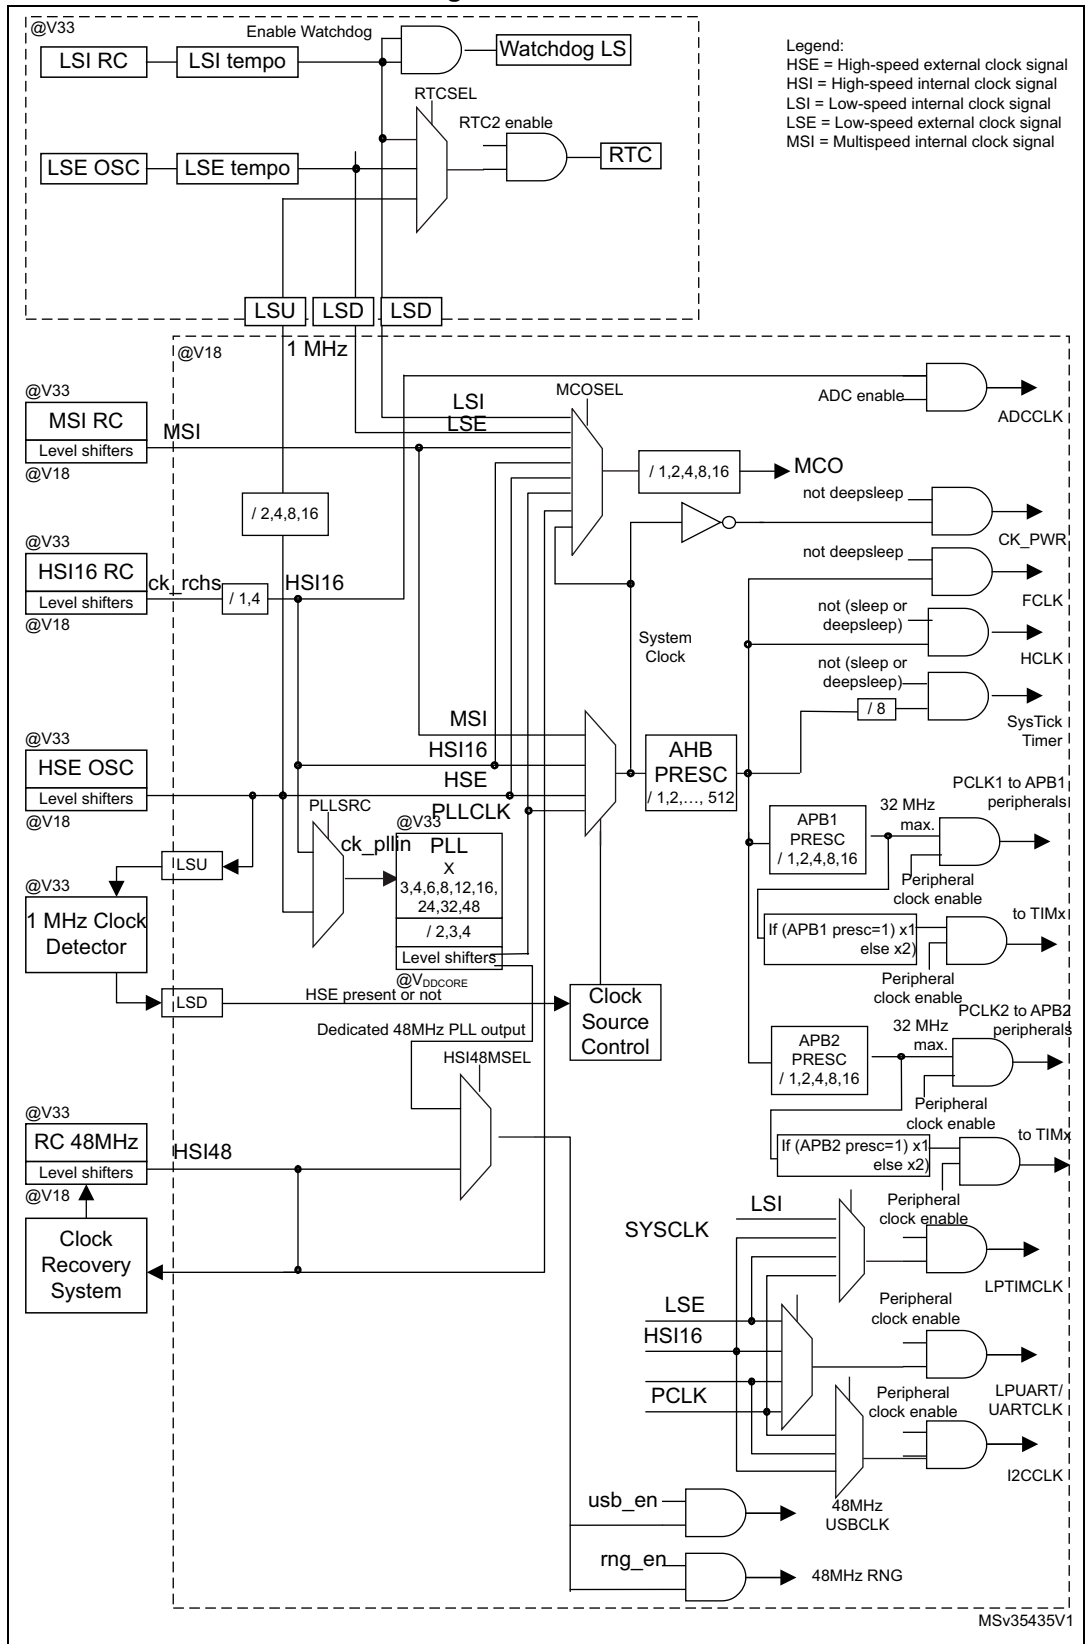 @V33
Enable Watchdog
LSI RC
LSI tempo
Watchdog LS
Legend:
HSE = High-speed external clock signal
HSI = High-speed internal clock signal
LSI = Low-speed internal clock signal
LSE = Low-speed external clock signal
MSI = Multispeed internal clock signal
RTCSEL
RTC2 enable
LSE OSC
LSE tempo
RTC
LSU
LSD
LSD
@V18
1 MHz
@V33
MSI RC
Level shifters
@V18
MSI
LSI
LSE
MCOSEL
ADC enable
ADCCLK
/ 1,2,4,8,16
MCO
/ 2,4,8,16
not deepsleep
CK_PWR
@V33
HSI16 RC
Level shifters
@V18
ck_rchs
/ 1,4
HSI16
not deepsleep
FCLK
System
Clock
not (sleep or
deepsleep)
HCLK
not (sleep or
deepsleep)
/ 8
SysTick
Timer
@V33
HSE OSC
Level shifters
@V18
MSI
HSI16
HSE
PLLCLK
AHB
PRESC
/ 1,2,…, 512
PLLSRC
ck_pllin
@V33
PLL
X
3,4,6,8,12,16,
24,32,48
/ 2,3,4
Level shifters
@VDDCORE
PCLK1 to APB1
peripherals
32 MHz
max.
APB1
PRESC
/ 1,2,4,8,16
Peripheral
clock enable
LSU
@V33
1 MHz Clock
Detector
LSD
HSE present or not
Clock
Source
Control
to TIMx
If (APB1 presc=1) x1
else x2)
Peripheral
clock enable
PCLK2 to APB2
peripherals
32 MHz
max.
Dedicated 48MHz PLL output
HSI48MSEL
APB2
PRESC
/ 1,2,4,8,16
Peripheral
clock enable
@V33
RC 48MHz
Level shifters
@V18
HSI48
to TIMx
If (APB2 presc=1) x1
else x2)
Peripheral
clock enable
Clock
Recovery
System
LSI
SYSCLK
LPTIMCLK
LSE
HSI16
PCLK
Peripheral
clock enable
LPUART/
UARTCLK
Peripheral
clock enable
I2CCLK
usb_en
48MHz
USBCLK
rng_en
48MHz RNG
MSv35435V1